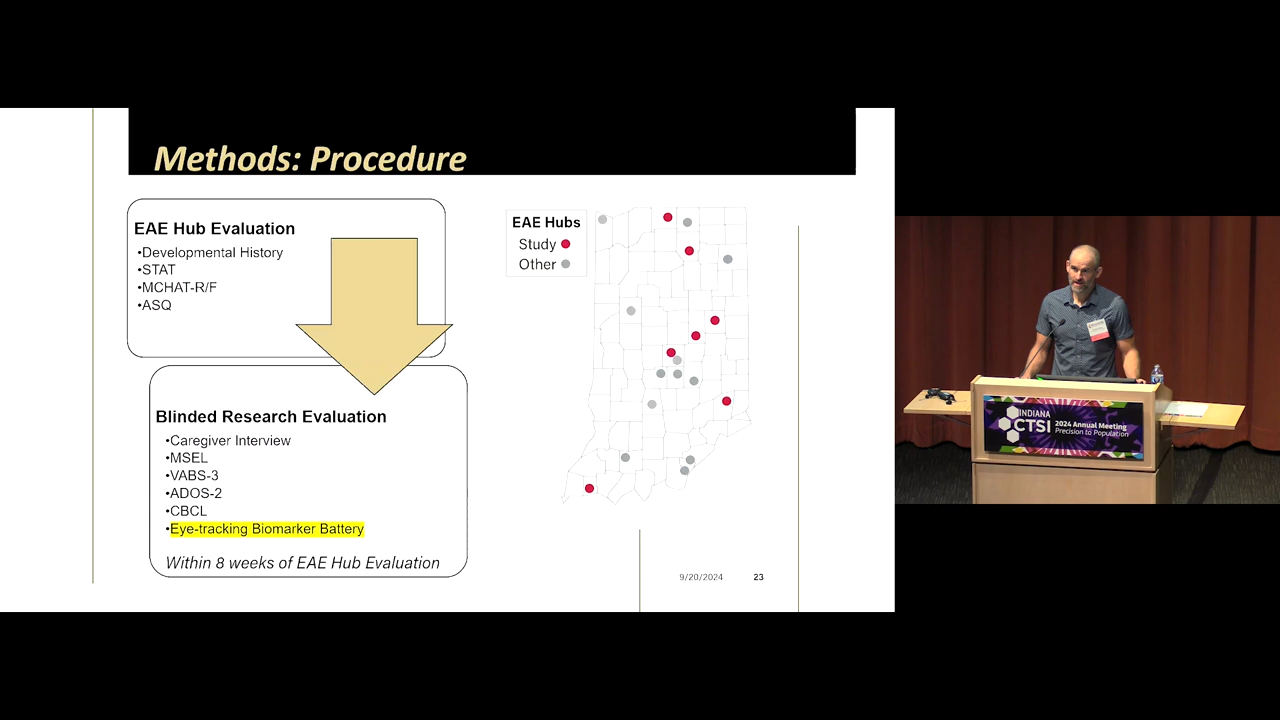 Methods: Procedure
EAE Hub Evaluation
•Developmental History
•STAT
•MCHAT-R/F
•ASQ
Blinded Research Evaluation
•Caregiver Interview
•MSEL
•VABS-3
•ADOS-2
•CBCL
•Eye-tracking Biomarker Battery
Within 8 weeks of EAE Hub Evaluation
EAE Hubs
Study
Other
9/20/2024
23
INDIANA
CTSI
2024 Annual Meeting
Precision to Population